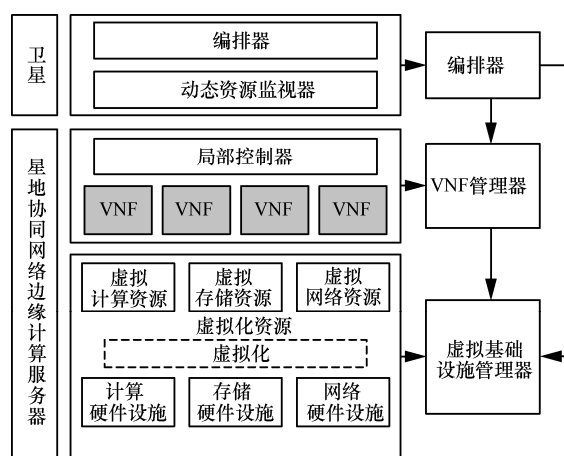 卫星
编排器
动态资源监视器
编排器
星地协同网络边缘计算服务器
局部控制器
VNF
VNF
VNF
VNF
VNF管理器
虚拟
计算资源
虚拟
存储资源
虚拟
网络资源
虚拟化资源
虚拟化
计算
硬件设施
存储
硬件设施
网络
硬件设施
虚拟基础
设施管理器